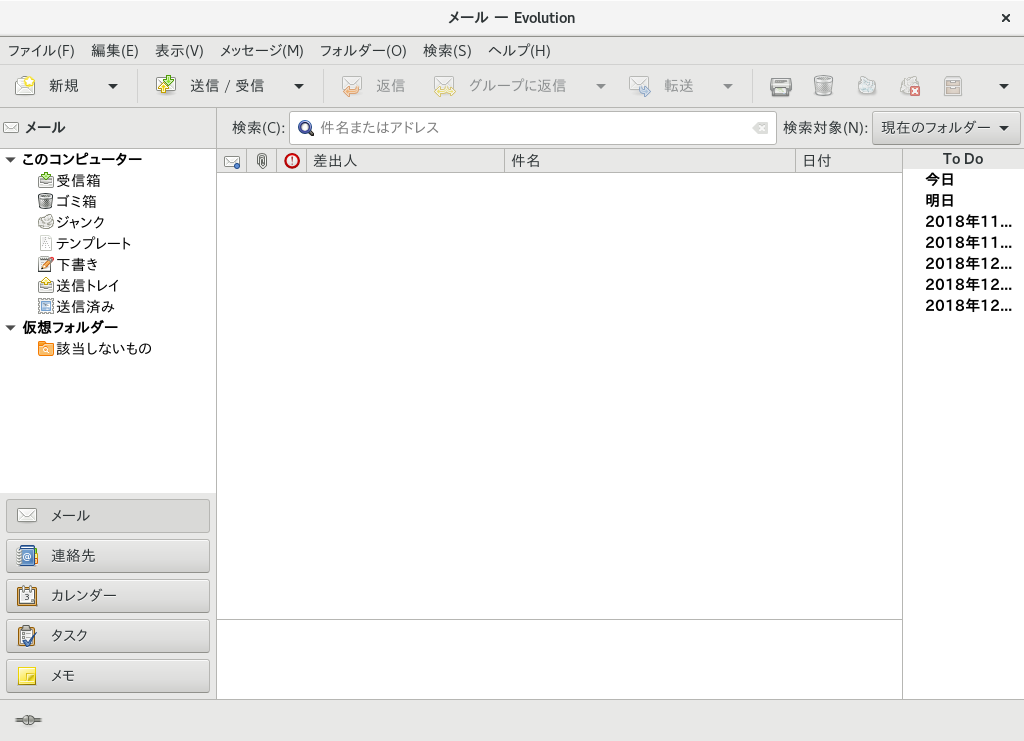 メール — Evolution
ファイル(F) 編集(E) 表示(V) メッセージ(M) フォルダー(O) 検索(S) ヘルプ(H)
新規 送信 / 受信 返信 グループに返信 転送
メール 検索(C): 件名またはアドレス 検索対象(N): 現在のフォルダー
差出人 件名 日付 To Do
このコンピューター
受信箱
ゴミ箱
ジャンク
テンプレート
下書き
送信トレイ
送信済み
仮想フォルダー
該当しないもの
今日
明日
2018年11...
2018年11...
2018年12...
2018年12...
2018年12...
メール
連絡先
カレンダー
タスク
メモ